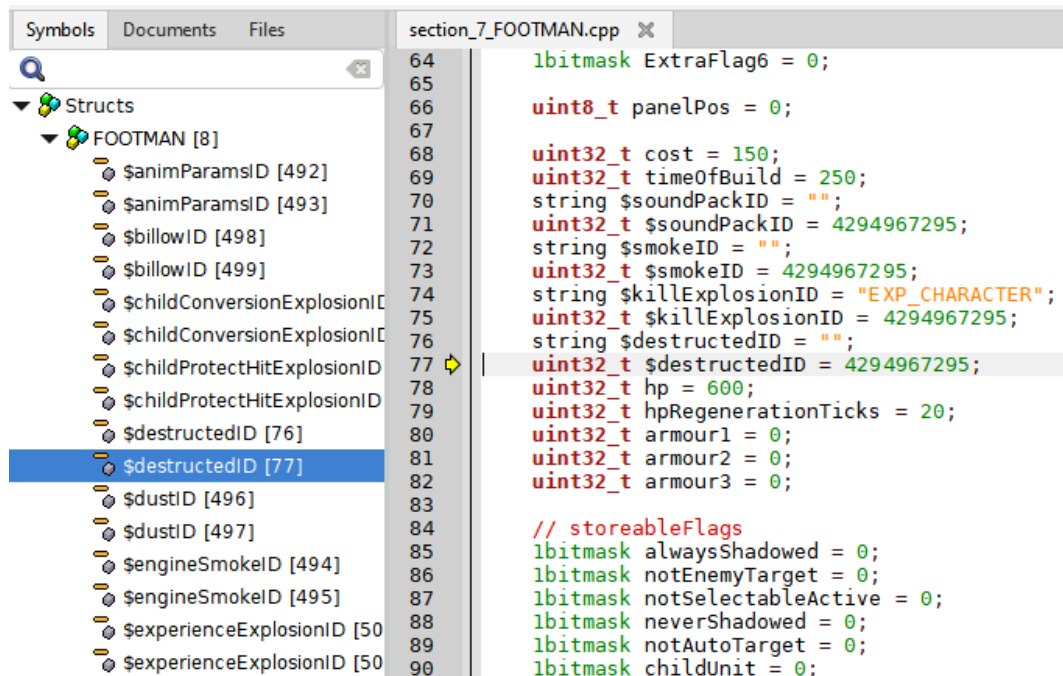 Symbols Documents Files
Structs
FOOTMAN [8]
$animParamsID [492]
$animParamsID [493]
$billowID [498]
$billowID [499]
$childConversionExplosionID
$childConversionExplosionID
$childProtectHitExplosionID
$childProtectHitExplosionID
$destructedID [76]
$destructedID [77]
$dustID [496]
$dustID [497]
$engineSmokeID [494]
$engineSmokeID [495]
$experienceExplosionID [50
$experienceExplosionID [50
section_7_FOOTMAN.cpp
64 1bitmask ExtraFlag6 = 0;
65
66 uint8_t panelPos = 0;
67
68 uint32_t cost = 150;
69 uint32_t timeOfBuild = 250;
70 string $soundPackID = "";
71 uint32_t $soundPackID = 4294967295;
72 string $smokeID = "";
73 uint32_t $smokeID = 4294967295;
74 string $killExplosionID = "EXP_CHARACTER";
75 uint32_t $killExplosionID = 4294967295;
76 string $destructedID = "";
77 uint32_t $destructedID = 4294967295;
78 uint32_t hp = 600;
79 uint32_t hpRegenerationTicks = 20;
80 uint32_t armour1 = 0;
81 uint32_t armour2 = 0;
82 uint32_t armour3 = 0;
83
84 // storeableFlags
85 1bitmask alwaysShadowed = 0;
86 1bitmask notEnemyTarget = 0;
87 1bitmask notSelectableActive = 0;
88 1bitmask neverShadowed = 0;
89 1bitmask notAutoTarget = 0;
90 1bitmask childUnit = 0;